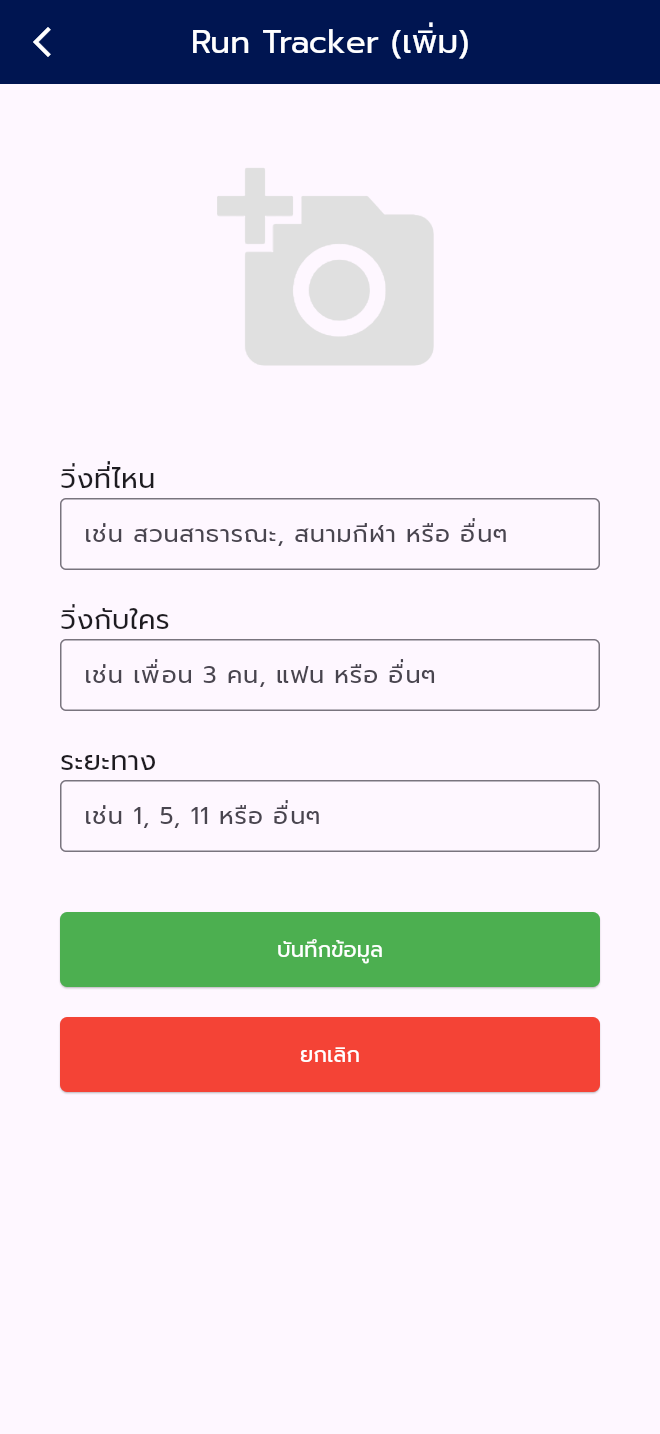 Run Tracker (เพิ่ม)
วิ่งที่ไหน
เช่น สวนสาธารณะ, สนามกีฬา หรือ อื่นๆ
วิ่งกับใคร
เช่น เพื่อน 3 คน, แฟน หรือ อื่นๆ
ระยะทาง
เช่น 1, 5, 11 หรือ อื่นๆ
บันทึกข้อมูล
ยกเลิก